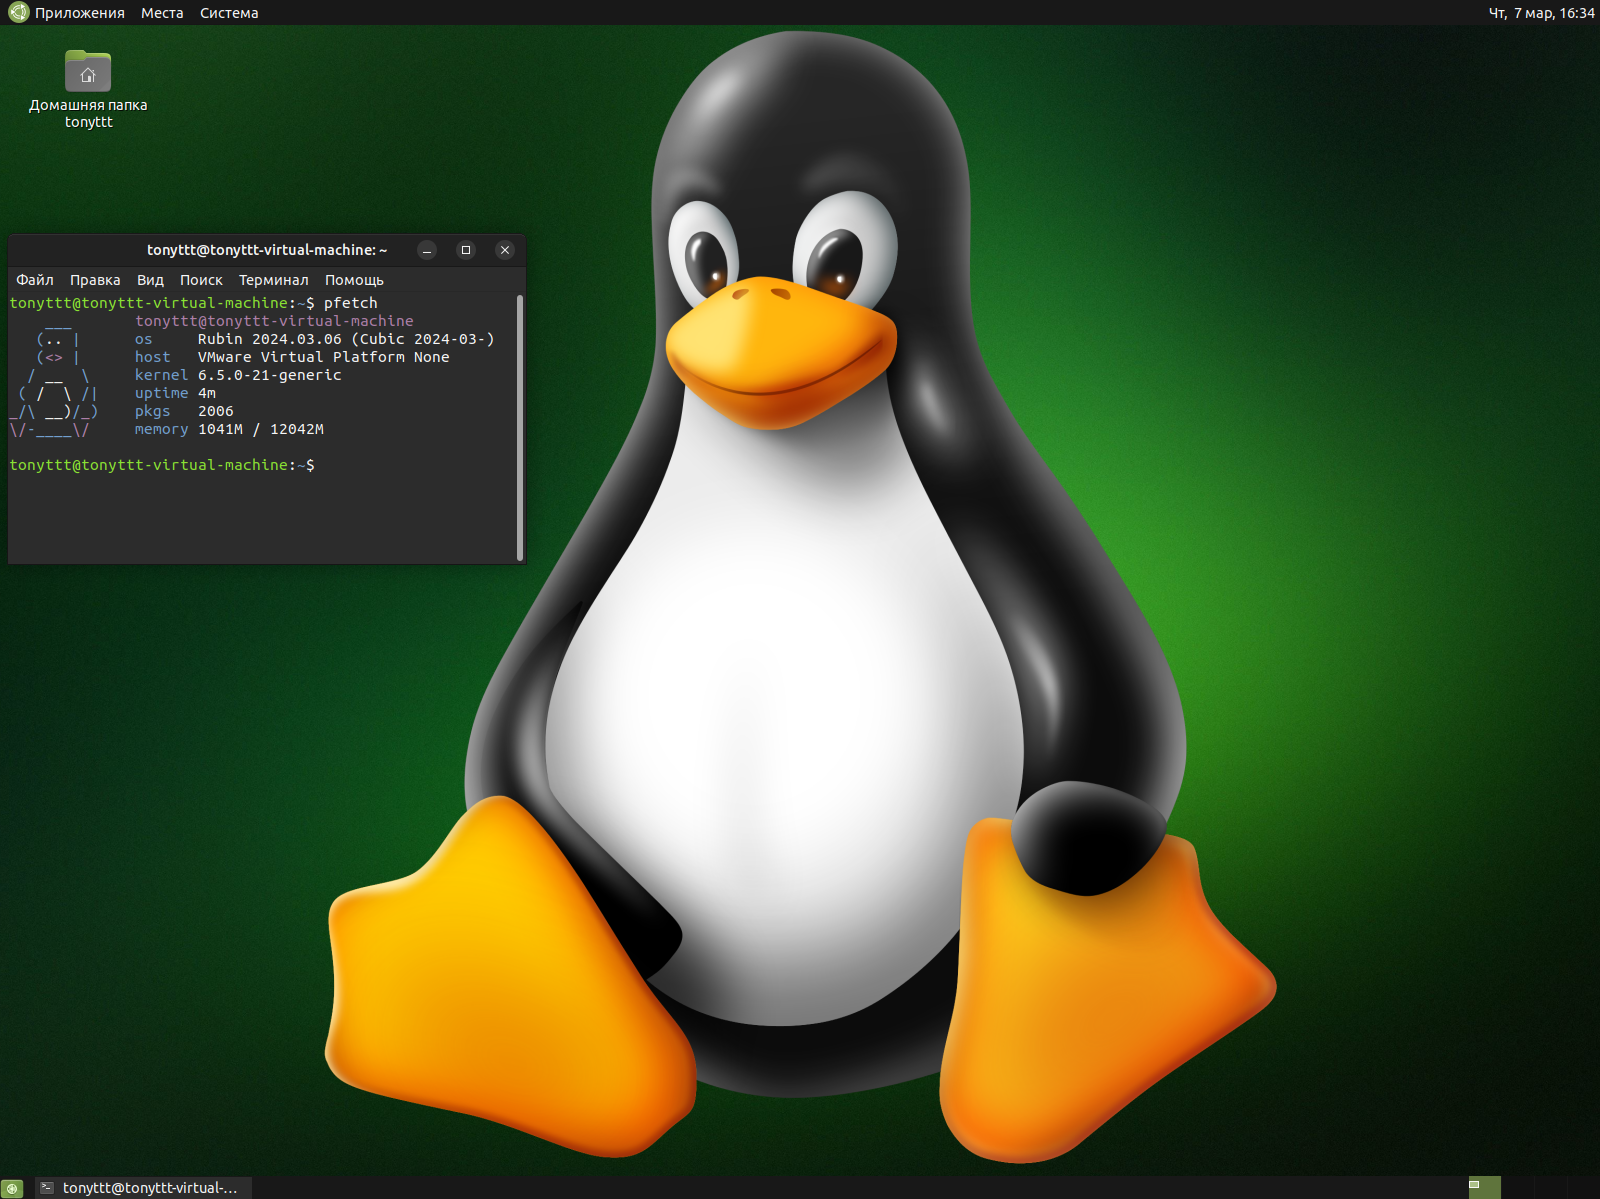 Приложения Места Система
Чт, 7 мар, 16:34
Домашняя папка
tonyttt
tonyttt@tonyttt-virtual-machine: ~
Файл Правка Вид Поиск Терминал Помощь
tonyttt@tonyttt-virtual-machine:~$ pfetch
    ___       tonyttt@tonyttt-virtual-machine
   (.. |      os     Rubin 2024.03.06 (Cubic 2024-03-)
   (<> |      host   VMware Virtual Platform None
  / __  \     kernel 6.5.0-21-generic
 ( /  \ /|    uptime 4m
_/\ __)/_)    pkgs   2006
\/-____\/     memory 1041M / 12042M
tonyttt@tonyttt-virtual-machine:~$
tonyttt@tonyttt-virtual-...